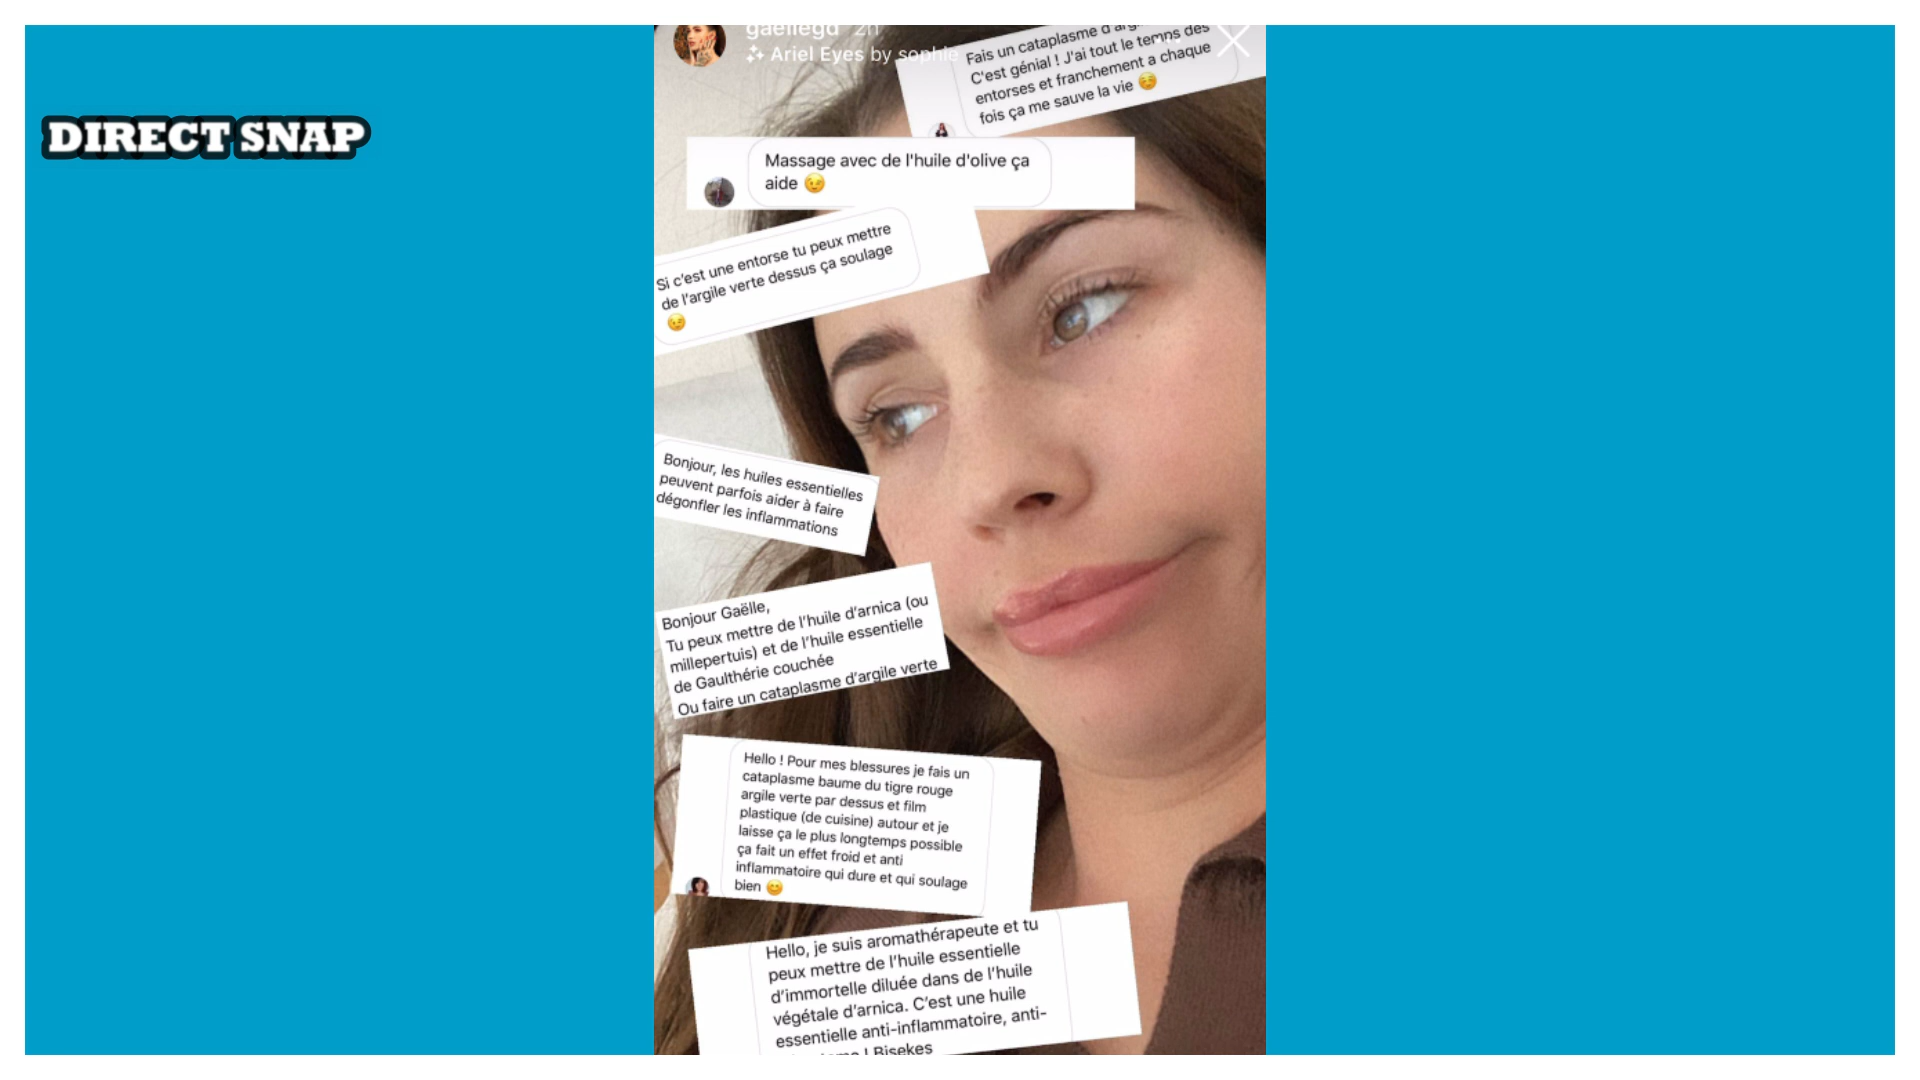 DIRECT SNAP
gaellegd 2h
Ariel Eyes by sophie
Fais un cataplasme
C'est génial ! J'ai tout le temps des
entorses et franchement a chaque
fois ça me sauve la vie ☺️
Massage avec de l'huile d'olive ça
aide 😉
Si c'est une entorse tu peux mettre
de l'argile verte dessus ça soulage
😉
Bonjour, les huiles essentielles
peuvent parfois aider à faire
dégonfler les inflammations
Bonjour Gaëlle,
Tu peux mettre de l'huile d'arnica (ou
millepertuis) et de l'huile essentielle
de Gaulthérie couchée
Ou faire un cataplasme d'argile verte
Hello ! Pour mes blessures je fais un
cataplasme baume du tigre rouge
argile verte par dessus et film
plastique (de cuisine) autour et je
laisse ça le plus longtemps possible
ça fait un effet froid et anti
inflammatoire qui dure et qui soulage
bien 😊
Hello, je suis aromathérapeute et tu
peux mettre de l'huile essentielle
d'immortelle diluée dans de l'huile
végétale d'arnica. C'est une huile
essentielle anti-inflammatoire, anti-
! Bisekes